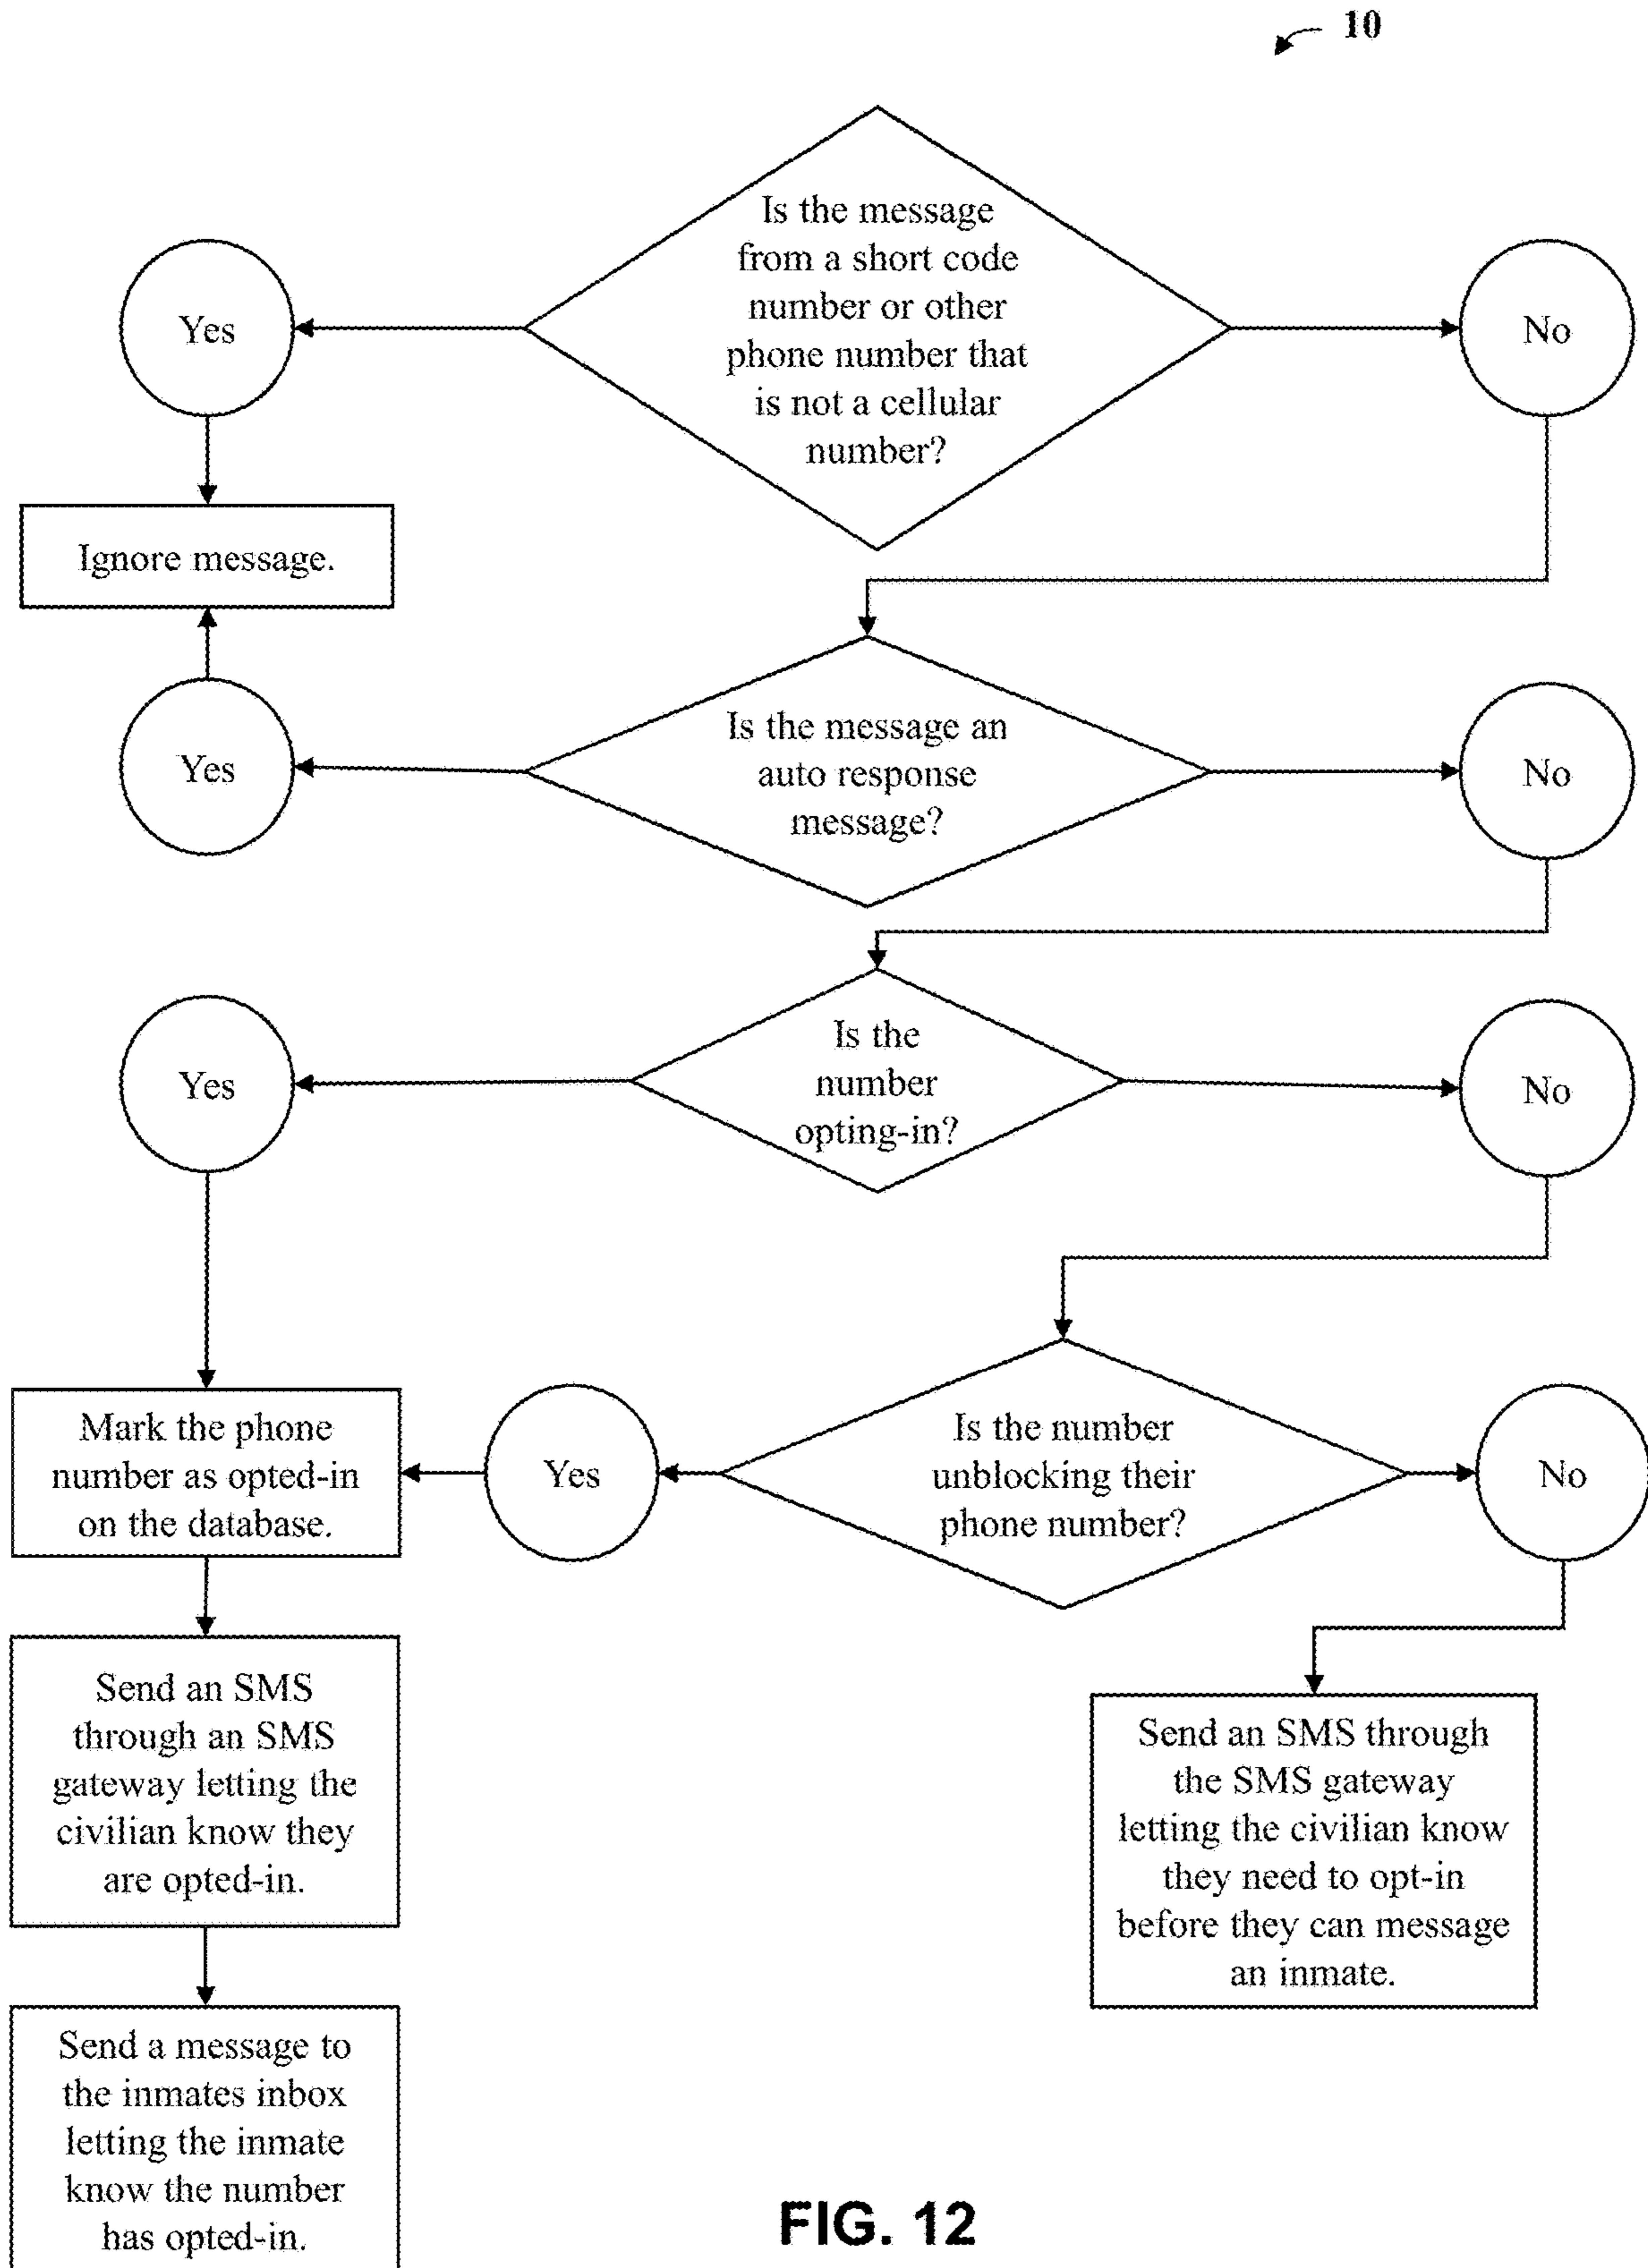 10
Is the message
from a short code
number or other
phone number that
is not a cellular
number?
Yes
No
Ignore message.
Is the message an
auto response
message?
Yes
No
Is the
number
opting-in?
Yes
No
Is the number
unblocking their
phone number?
Yes
No
Mark the phone
number as opted-in
on the database.
Send an SMS
through an SMS
gateway letting the
civilian know they
are opted-in.
Send an SMS through
the SMS gateway
letting the civilian know
they need to opt-in
before they can message
an inmate.
Send a message to
the inmates inbox
letting the inmate
know the number
has opted-in.
FIG. 12